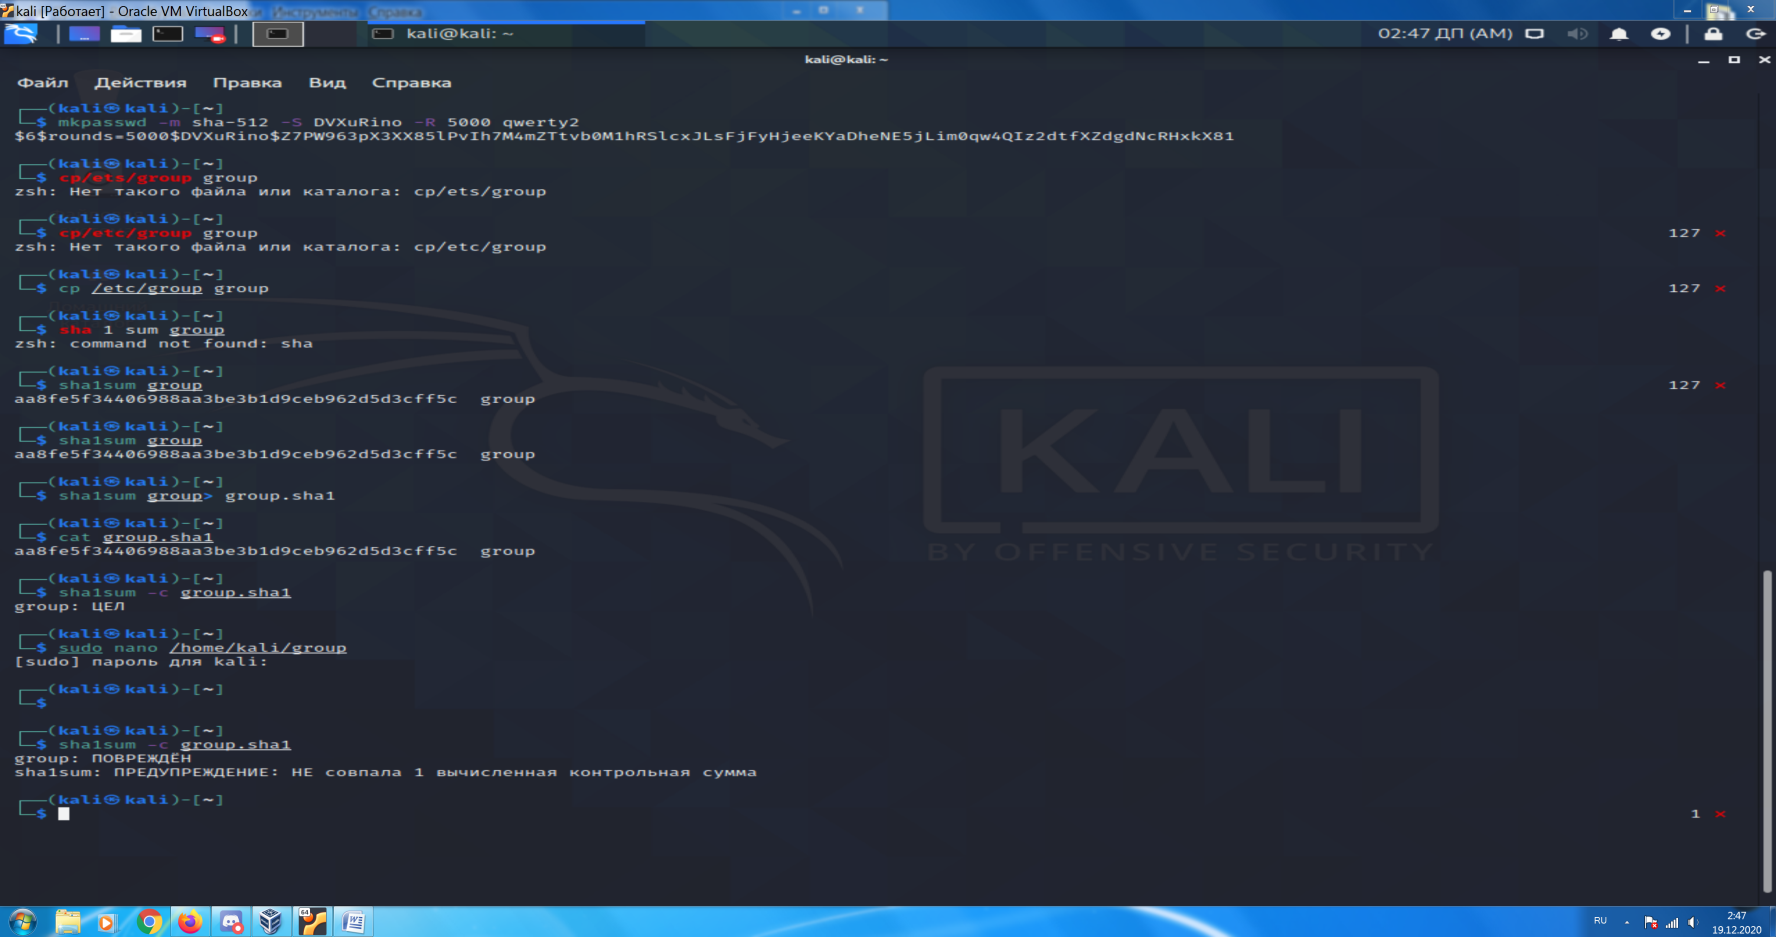 kali [Работает] - Oracle VM VirtualBox
Инструменты Справка
kali@kali: ~
02:47 ДП (AM)
kali@kali: ~
Файл Действия Правка Вид Справка
┌──(kali㉿kali)-[~]
└─$ mkpasswd -m sha-512 -S DVXuRino -R 5000 qwerty2
$6$rounds=5000$DVXuRino$Z7PW963pX3XX85lPvIh7M4mZTtvb0M1hRSlcxJLsFjFyHjeeKYaDheNE5jLim0qw4QIz2dtfXZdgdNcRHxkX81
┌──(kali㉿kali)-[~]
└─$ cp/ets/group group
zsh: Нет такого файла или каталога: cp/ets/group
┌──(kali㉿kali)-[~]
└─$ cp/etc/group group 127 ⨯
zsh: Нет такого файла или каталога: cp/etc/group
┌──(kali㉿kali)-[~]
└─$ cp /etc/group group 127 ⨯
┌──(kali㉿kali)-[~]
└─$ sha 1 sum group
zsh: command not found: sha
┌──(kali㉿kali)-[~]
└─$ sha1sum group 127 ⨯
aa8fe5f34406988aa3be3b1d9ceb962d5d3cff5c  group
┌──(kali㉿kali)-[~]
└─$ sha1sum group
aa8fe5f34406988aa3be3b1d9ceb962d5d3cff5c  group
┌──(kali㉿kali)-[~]
└─$ sha1sum group> group.sha1
┌──(kali㉿kali)-[~]
└─$ cat group.sha1
aa8fe5f34406988aa3be3b1d9ceb962d5d3cff5c  group
┌──(kali㉿kali)-[~]
└─$ sha1sum -c group.sha1
group: ЦЕЛ
┌──(kali㉿kali)-[~]
└─$ sudo nano /home/kali/group
[sudo] пароль для kali:
┌──(kali㉿kali)-[~]
└─$
┌──(kali㉿kali)-[~]
└─$ sha1sum -c group.sha1
group: ПОВРЕЖДЁН
sha1sum: ПРЕДУПРЕЖДЕНИЕ: НЕ совпала 1 вычисленная контрольная сумма
┌──(kali㉿kali)-[~]
└─$ 1 ⨯
KALI
BY OFFENSIVE SECURITY
64
RU
2:47
19.12.2020